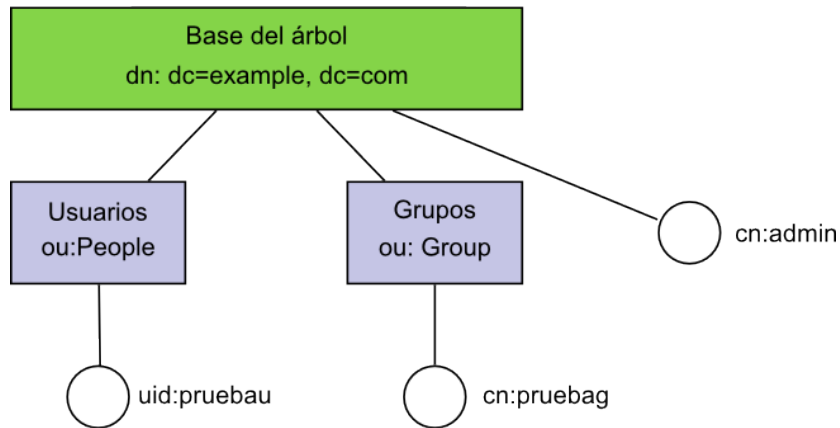 Base del árbol
dn: dc=example, dc=com
Usuarios
ou:People
Grupos
ou: Group
cn:admin
uid:pruebau
cn:pruebag